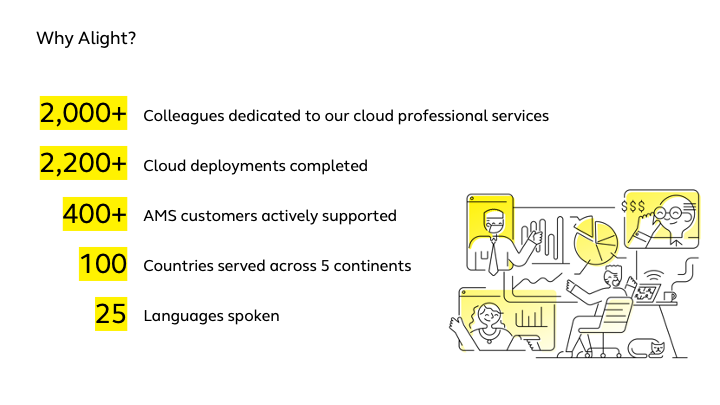 Why Alight?
2,000+ Colleagues dedicated to our cloud professional services
2,200+ Cloud deployments completed
400+ AMS customers actively supported
100 Countries served across 5 continents
25 Languages spoken
$$$